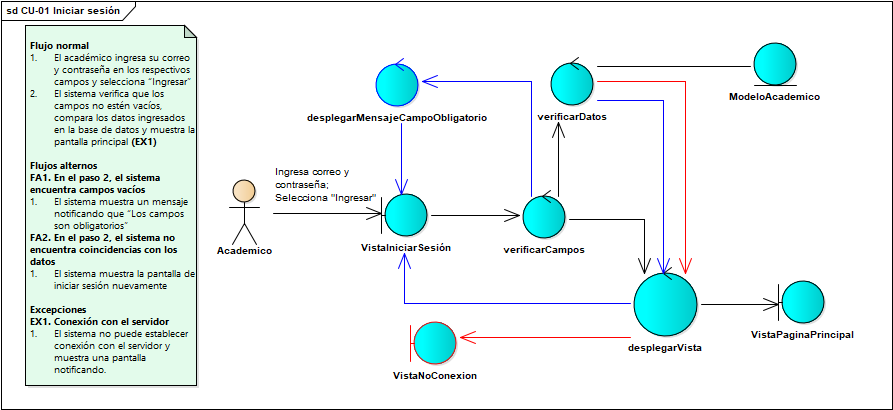 sd CU-01 Iniciar sesión
Flujo normal
1. El académico ingresa su correo
y contraseña en los respectivos
campos y selecciona "Ingresar"
2. El sistema verifica que los
campos no estén vacíos,
compara los datos ingresados
en la base de datos y muestra la
pantalla principal (EX1)
Flujos alternos
FA1. En el paso 2, el sistema
encuentra campos vacíos
1. El sistema muestra un mensaje
notificando que "Los campos
son obligatorios"
FA2. En el paso 2, el sistema no
encuentra coincidencias con los
datos
1. El sistema muestra la pantalla de
iniciar sesión nuevamente
Excepciones
EX1. Conexión con el servidor
1. El sistema no puede establecer
conexión con el servidor y
muestra una pantalla
notificando.
desplegarMensajeCampoObligatorio
verificarDatos
ModeloAcademico
Ingresa correo y
contraseña;
Selecciona "Ingresar"
Academico
VistaIniciarSesión
verificarCampos
desplegarVista
VistaPaginaPrincipal
VistaNoConexion